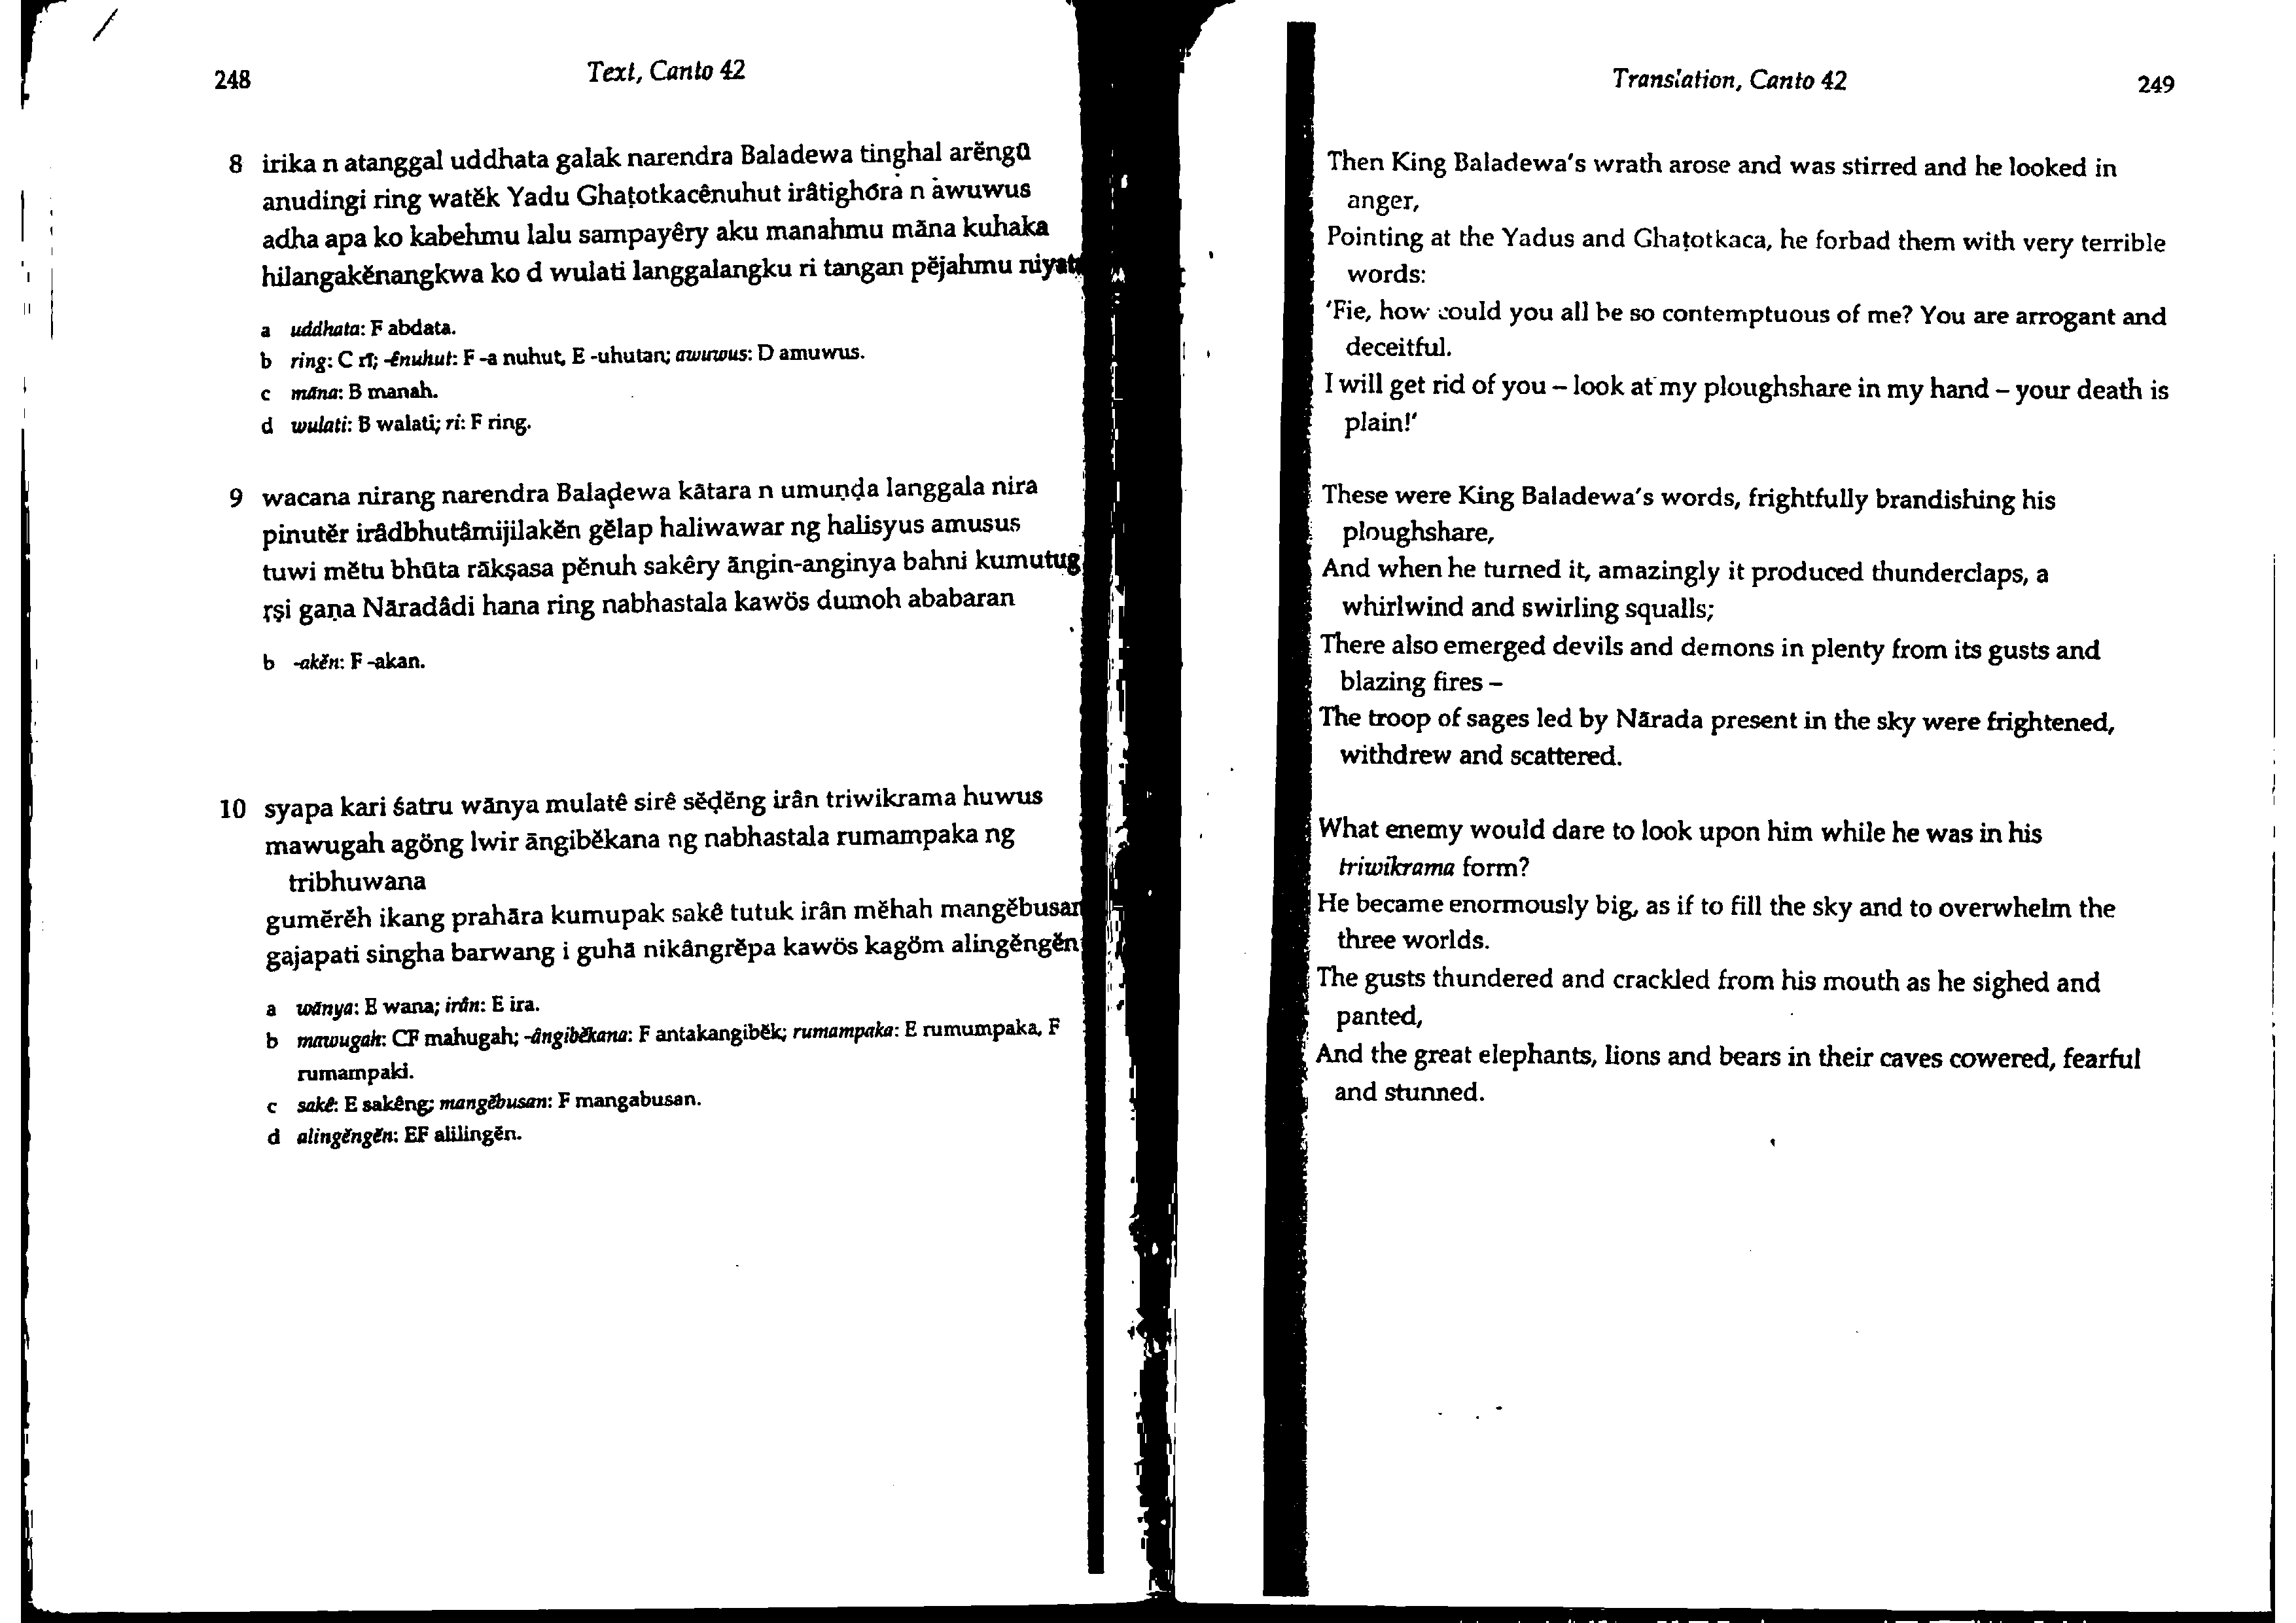 248
Text, Canto 42
8 irika n atanggal uddhata galak narendra Baladewa tinghal arĕngū
anudingi ring watĕk Yadu Ghaṭotkacênuhut irâtighóra n awuwus
adha apa ko kabehmu lalu sampayêry aku manahmu māna kuhaka
hilangakĕnangkwa ko d wulati langgalangku ri tangan pĕjahmu
a uddhata: F abdata.
b ring: C rī; -ênuhut: F -a nuhut, E -uhutan; awuwus: D amuwus.
c māna: B manah.
d wulati: B walati; ri: F ring.
9 wacana nirang narendra Baladewa kātara n umuṇḍa langgala nira
pinutĕr irâdbhutâmijilakĕn gĕlap haliwawar ng halisyus amusus
tuwi mĕtu bhūta rākṣasa pĕnuh sakêry āngin-anginya bahni kumutug
ṛṣi gaṇa Nāradâdi hana ring nabhastala kawös dumoh ababaran
b -akĕn: F -akan.
10 syapa kari śatru wānya mulatê sirê sĕḍĕng irân triwikrama huwus
mawugah agöng lwir āngibĕkana ng nabhastala rumampaka ng
tribhuwana
gumĕrĕh ikang prahāra kumupak sakê tutuk irân mĕhah mangĕbusan
gajapati singha barwang i guhā nikângrĕpa kawös kagöm alingĕngĕn
a wānya: E wana; irân: E ira.
b mawugah: CF mahugah; -ângibĕkana: F antakangibĕk; rumampaka: E rumumpaka, F
rumampaki.
c sakê: E sakêng; mangĕbusan: F mangabusan.
d alingĕngĕn: EF alilingĕn.
Translation, Canto 42
249
Then King Baladewa's wrath arose and was stirred and he looked in
anger,
Pointing at the Yadus and Ghaṭotkaca, he forbad them with very terrible
words:
'Fie, how could you all be so contemptuous of me? You are arrogant and
deceitful.
I will get rid of you – look at my ploughshare in my hand – your death is
plain!'
These were King Baladewa's words, frightfully brandishing his
ploughshare,
And when he turned it, amazingly it produced thunderclaps, a
whirlwind and swirling squalls;
There also emerged devils and demons in plenty from its gusts and
blazing fires –
The troop of sages led by Nārada present in the sky were frightened,
withdrew and scattered.
What enemy would dare to look upon him while he was in his
triwikrama form?
He became enormously big, as if to fill the sky and to overwhelm the
three worlds.
The gusts thundered and crackled from his mouth as he sighed and
panted,
And the great elephants, lions and bears in their caves cowered, fearful
and stunned.